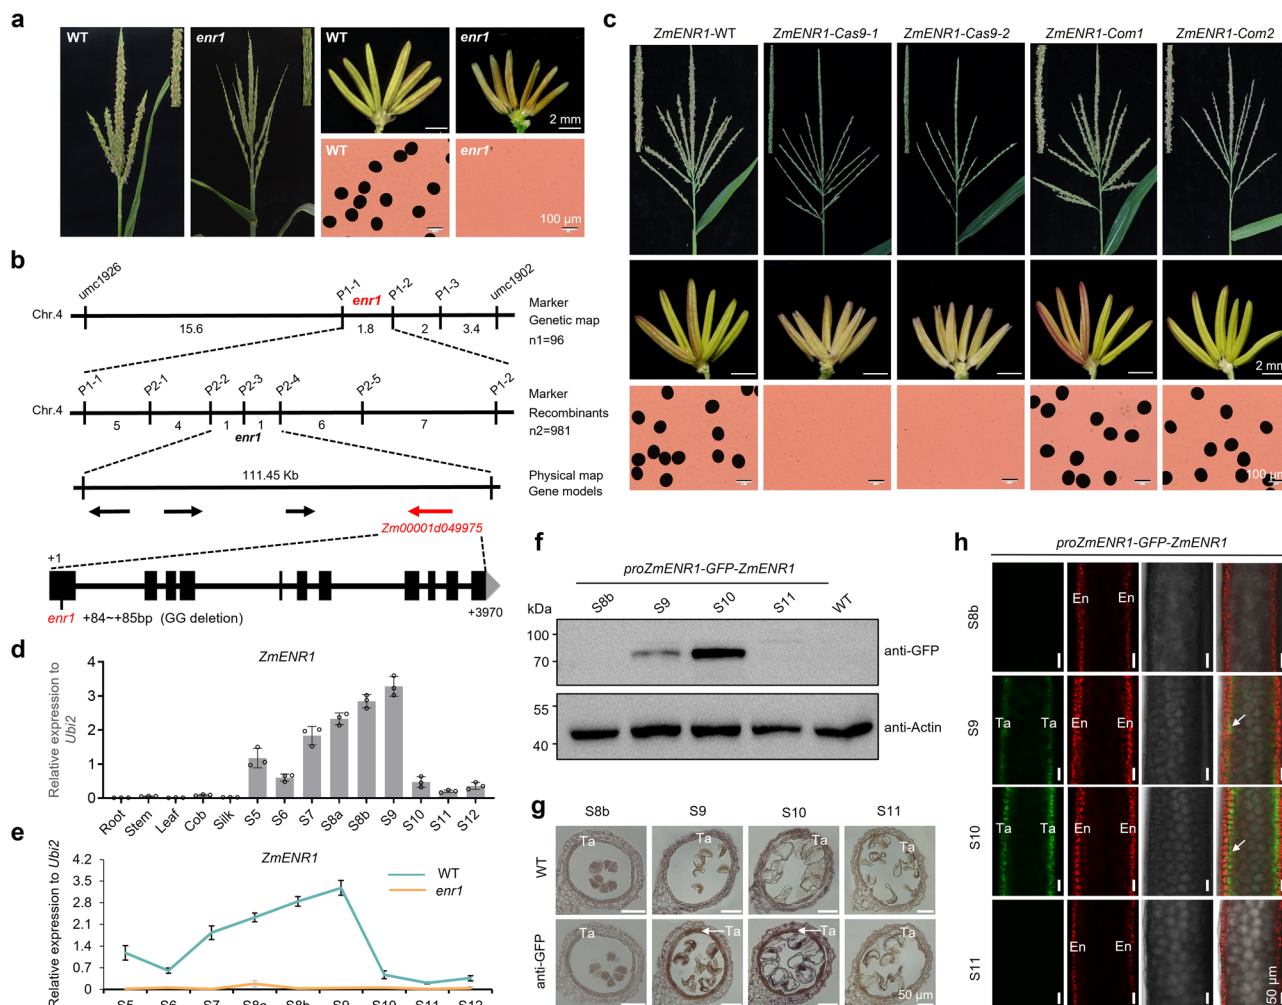 a
WT
enr1
WT
enr1
2 mm
WT
enr1
100 µm
b
umc1926
P1-1
enr1
P1-2
P1-3
umc1902
Chr.4
15.6
1.8
2
3.4
Marker
Genetic map
n1=96
P1-1
P2-1
P2-2
P2-3
P2-4
P2-5
P1-2
Chr.4
5
4
1
1
6
7
enr1
Marker
Recombinants
n2=981
111.45 Kb
Physical map
Gene models
Zm00001d049975
+1
+3970
enr1 +84~+85bp (GG deletion)
c
ZmENR1-WT
ZmENR1-Cas9-1
ZmENR1-Cas9-2
ZmENR1-Com1
ZmENR1-Com2
2 mm
100 µm
d
ZmENR1
Relative expression to
Ubi2
4
3
2
1
0
Root
Stem
Leaf
Cob
Silk
S5
S6
S7
S8a
S8b
S9
S10
S11
S12
e
ZmENR1
Relative expression to Ubi2
4.2
3.5
2.8
2.1
1.4
0.7
0
WT
enr1
S5
S6
S7
S8a
S8b
S9
S10
S11
S12
f
proZmENR1-GFP-ZmENR1
S8b
S9
S10
S11
WT
kDa
100
70
anti-GFP
55
40
anti-Actin
g
S8b
S9
S10
S11
WT
Ta
Ta
Ta
Ta
anti-GFP
Ta
Ta
Ta
Ta
50 µm
h
proZmENR1-GFP-ZmENR1
S8b
En
En
S9
Ta
Ta
En
En
S10
Ta
Ta
En
En
S11
En
En
50 µm